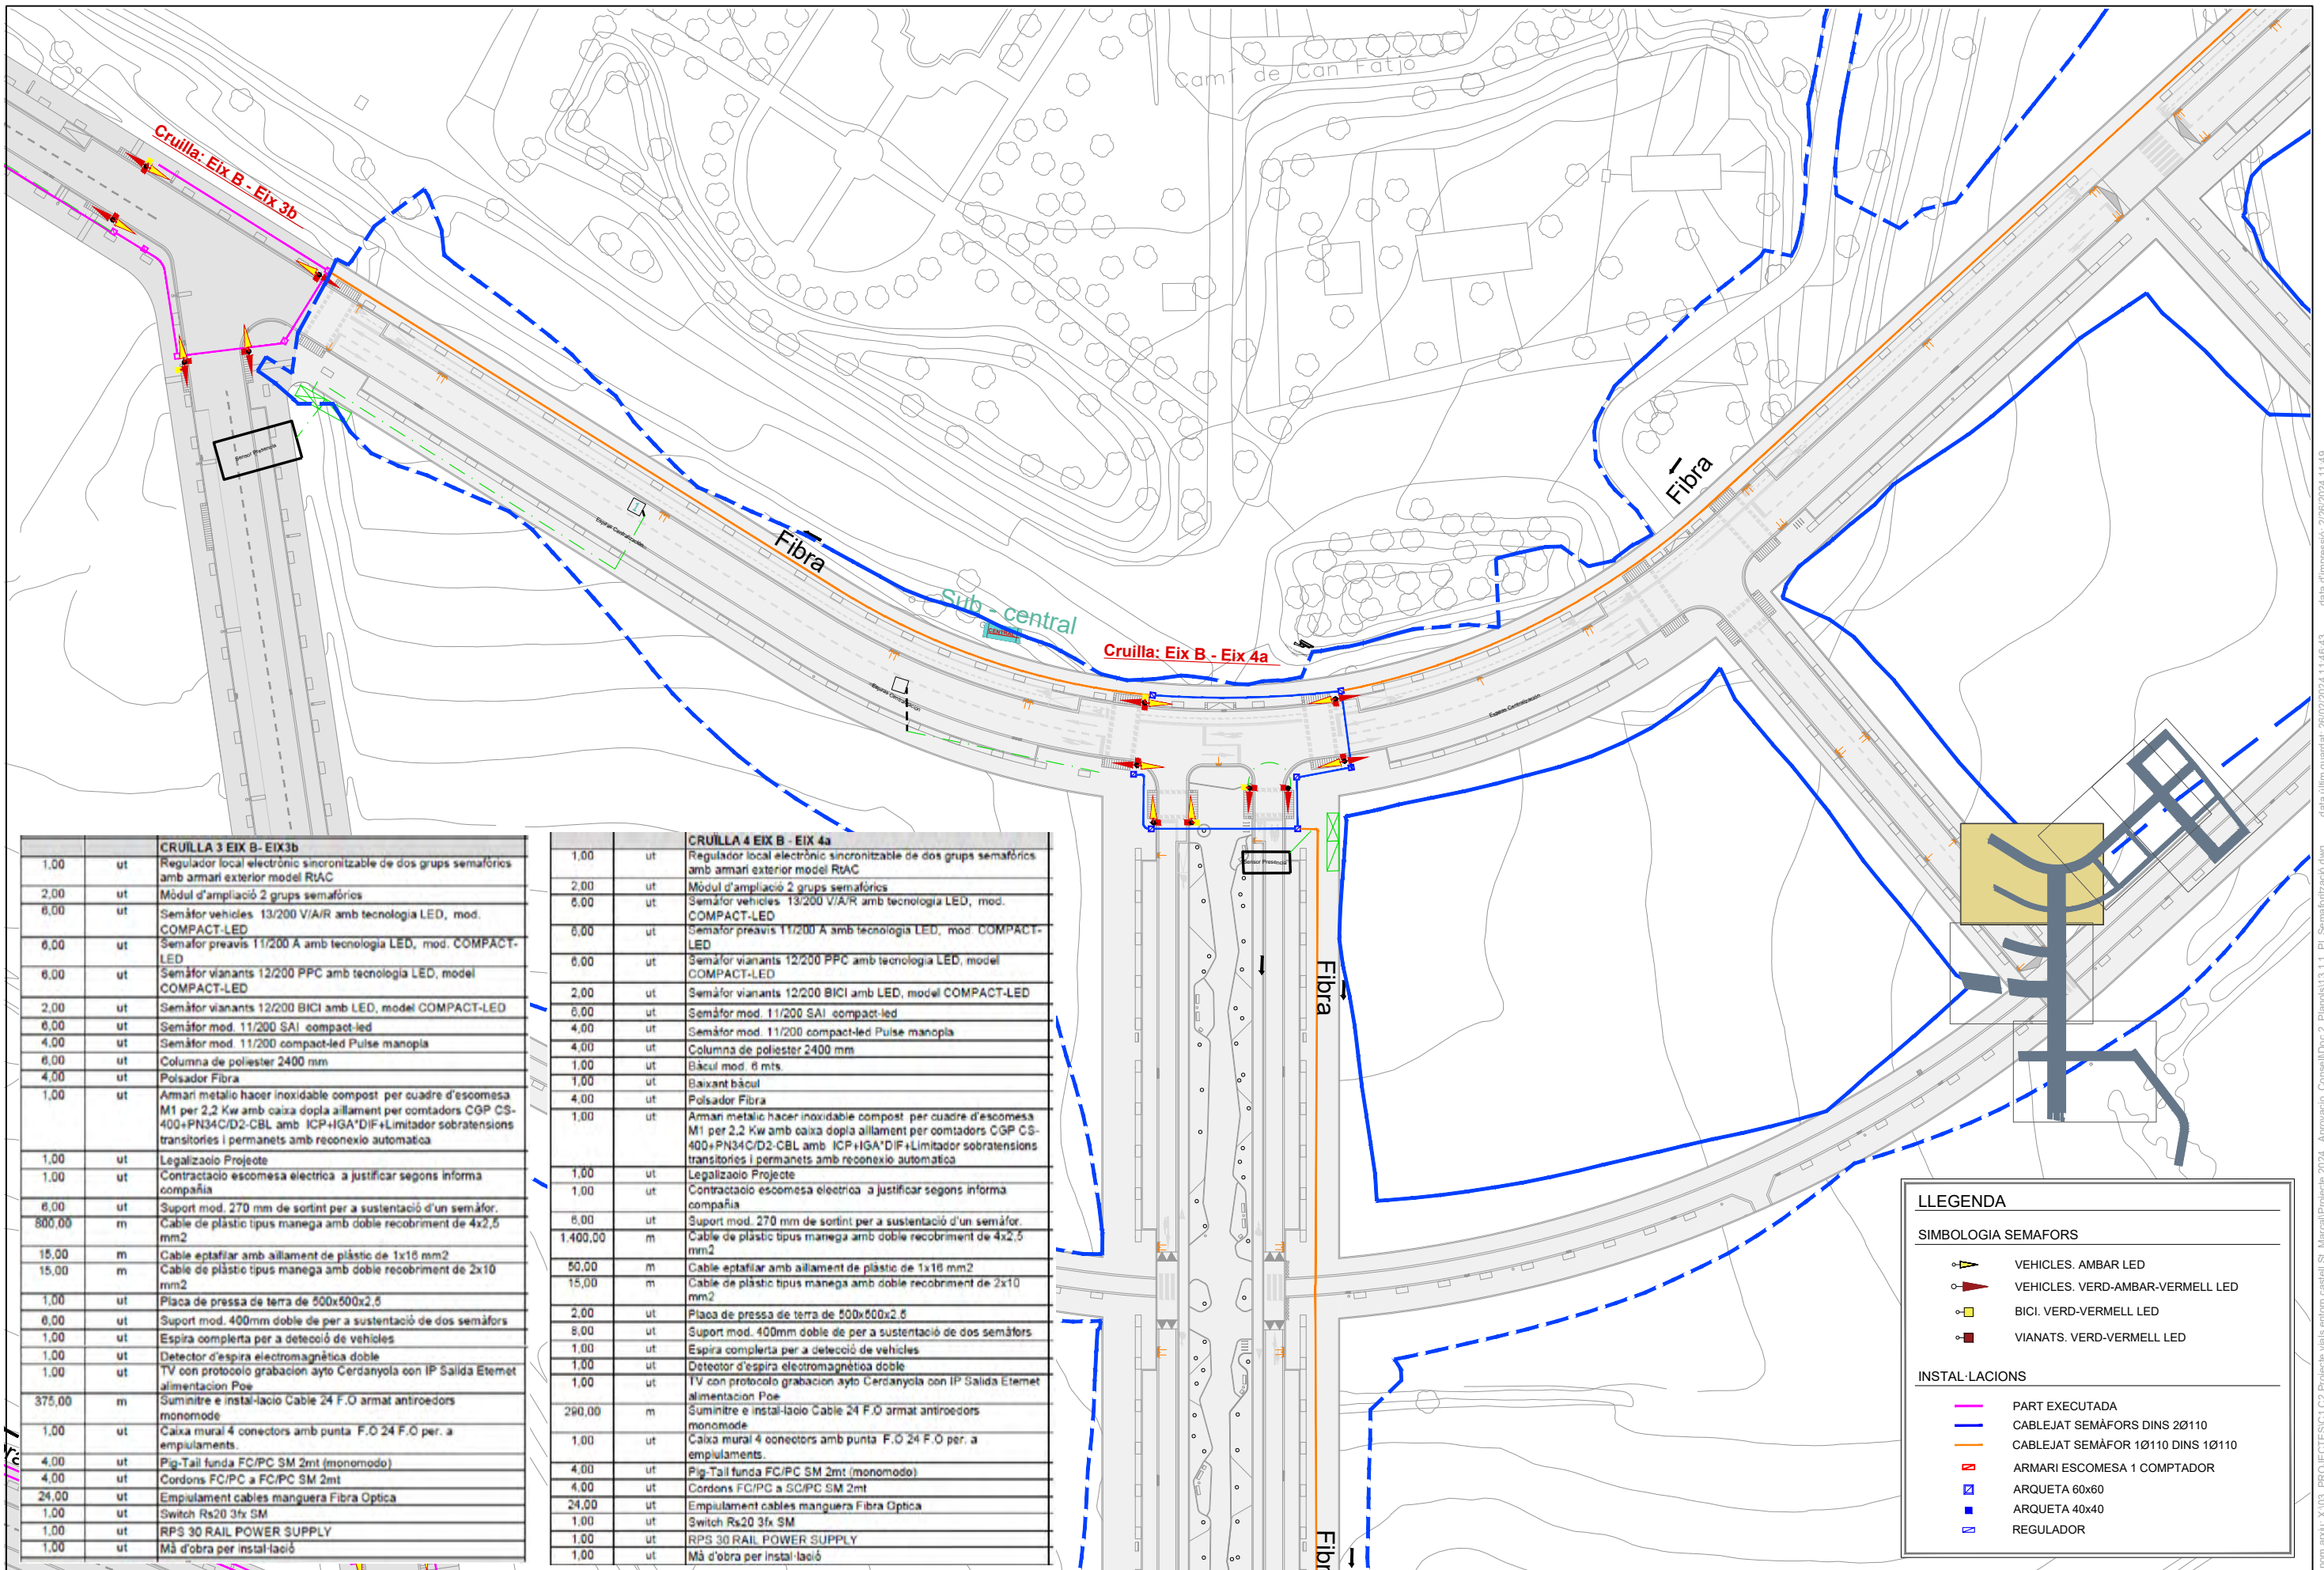 Camí de Can Fatjo
Cruilla: Eix B - Eix 3b
Sensor Presencia
Espiras Centralización
1
Fibra
Fibra
Sub - central
CENTRAL
Cruilla: Eix B - Eix 4a
Espiras Centralización
Espiras Centralización
Sensor Presencia
Fibra
CRUÏLLA 3 EIX B- EIX3b
1,00 ut Regulador local electrònic sincronitzable de dos grups semafòrics
amb armari exterior model RtAC
2,00 ut Mòdul d'ampliació 2 grups semafòrics
6,00 ut Semàfor vehicles 13/200 V/A/R amb tecnologia LED, mod.
COMPACT-LED
6,00 ut Semafor preavis 11/200 A amb tecnologia LED, mod. COMPACT-
LED
6,00 ut Semàfor vianants 12/200 PPC amb tecnologia LED, model
COMPACT-LED
2,00 ut Semàfor vianants 12/200 BICI amb LED, model COMPACT-LED
6,00 ut Semàfor mod. 11/200 SAI compact-led
4,00 ut Semàfor mod. 11/200 compact-led Pulse manopla
6,00 ut Columna de poliester 2400 mm
4,00 ut Polsador Fibra
1,00 ut Armari metalic hacer inoxidable compost per cuadre d'escomesa
M1 per 2,2 Kw amb caixa dopla aillament per comtadors CGP CS-
400+PN34C/D2-CBL amb ICP+IGA*DIF+Limitador sobratensions
transitories i permanets amb reconexio automatica
1,00 ut Legalizacio Projecte
1,00 ut Contractacio escomesa electrica a justificar segons informa
compañia
6,00 ut Suport mod. 270 mm de sortint per a sustentació d'un semàfor.
800,00 m Cable de plàstic tipus manega amb doble recobriment de 4x2,5
mm2
15,00 m Cable eptafilar amb aillament de plàstic de 1x16 mm2
15,00 m Cable de plàstic tipus manega amb doble recobriment de 2x10
mm2
1,00 ut Placa de pressa de terra de 500x500x2,5
6,00 ut Suport mod. 400mm doble de per a sustentació de dos semàfors
1,00 ut Espira complerta per a detecció de vehicles
1,00 ut Detector d'espira electromagnètica doble
1,00 ut TV con protocolo grabacion ayto Cerdanyola con IP Salida Eternet
alimentacion Poe
375,00 m Suministre e instal-lacio Cable 24 F.O armat antiroedors
monomode
1,00 ut Caixa mural 4 conectors amb punta F.O 24 F.O per. a
empiulaments.
4,00 ut Pig-Tail funda FC/PC SM 2mt (monomodo)
4,00 ut Cordons FC/PC a FC/PC SM 2mt
24,00 ut Empiulament cables manguera Fibra Optica
1,00 ut Switch Rs20 3fx SM
1,00 ut RPS 30 RAIL POWER SUPPLY
1,00 ut Mà d'obra per instal·lació
CRUÏLLA 4 EIX B - EIX 4a
1,00 ut Regulador local electrònic sincronitzable de dos grups semafòrics
amb armari exterior model RtAC
2,00 ut Mòdul d'ampliació 2 grups semafòrics
6,00 ut Semàfor vehicles 13/200 V/A/R amb tecnologia LED, mod.
COMPACT-LED
6,00 ut Semafor preavis 11/200 A amb tecnologia LED, mod. COMPACT-
LED
6,00 ut Semàfor vianants 12/200 PPC amb tecnologia LED, model
COMPACT-LED
2,00 ut Semàfor vianants 12/200 BICI amb LED, model COMPACT-LED
6,00 ut Semàfor mod. 11/200 SAI compact-led
4,00 ut Semàfor mod. 11/200 compact-led Pulse manopla
4,00 ut Columna de poliester 2400 mm
1,00 ut Bàcul mod. 6 mts.
1,00 ut Baixant bàcul
4,00 ut Polsador Fibra
1,00 ut Armari metalic hacer inoxidable compost per cuadre d'escomesa
M1 per 2,2 Kw amb caixa dopla aillament per comtadors CGP CS-
400+PN34C/D2-CBL amb ICP+IGA*DIF+Limitador sobratensions
transitories i permanets amb reconexio automatica
1,00 ut Legalizacio Projecte
1,00 ut Contractacio escomesa electrica a justificar segons informa
compañia
6,00 ut Suport mod. 270 mm de sortint per a sustentació d'un semàfor.
1.400,00 m Cable de plàstic tipus manega amb doble recobriment de 4x2,5
mm2
50,00 m Cable eptafilar amb aillament de plàstic de 1x16 mm2
15,00 m Cable de plàstic tipus manega amb doble recobriment de 2x10
mm2
2,00 ut Placa de pressa de terra de 500x500x2,5
8,00 ut Suport mod. 400mm doble de per a sustentació de dos semàfors
1,00 ut Espira complerta per a detecció de vehicles
1,00 ut Detector d'espira electromagnètica doble
1,00 ut TV con protocolo grabacion ayto Cerdanyola con IP Salida Eternet
alimentacion Poe
290,00 m Suminitre e instal-lacio Cable 24 F.O armat antiroedors
monomode
1,00 ut Caixa mural 4 conectors amb punta F.O 24 F.O per. a
empiulaments.
4,00 ut Pig-Tail funda FC/PC SM 2mt (monomodo)
4,00 ut Cordons FC/PC a SC/PC SM 2mt
24,00 ut Empiulament cables manguera Fibra Optica
1,00 ut Switch Rs20 3fx SM
1,00 ut RPS 30 RAIL POWER SUPPLY
1,00 ut Mà d'obra per instal·lació
Fibr
LLEGENDA
SIMBOLOGIA SEMAFORS
VEHICLES. AMBAR LED
VEHICLES. VERD-AMBAR-VERMELL LED
BICI. VERD-VERMELL LED
VIANATS. VERD-VERMELL LED
INSTAL·LACIONS
PART EXECUTADA
CABLEJAT SEMÀFORS DINS 2Ø110
CABLEJAT SEMÀFOR 1Ø110 DINS 1Ø110
ARMARI ESCOMESA 1 COMPTADOR
ARQUETA 60x60
ARQUETA 40x40
REGULADOR